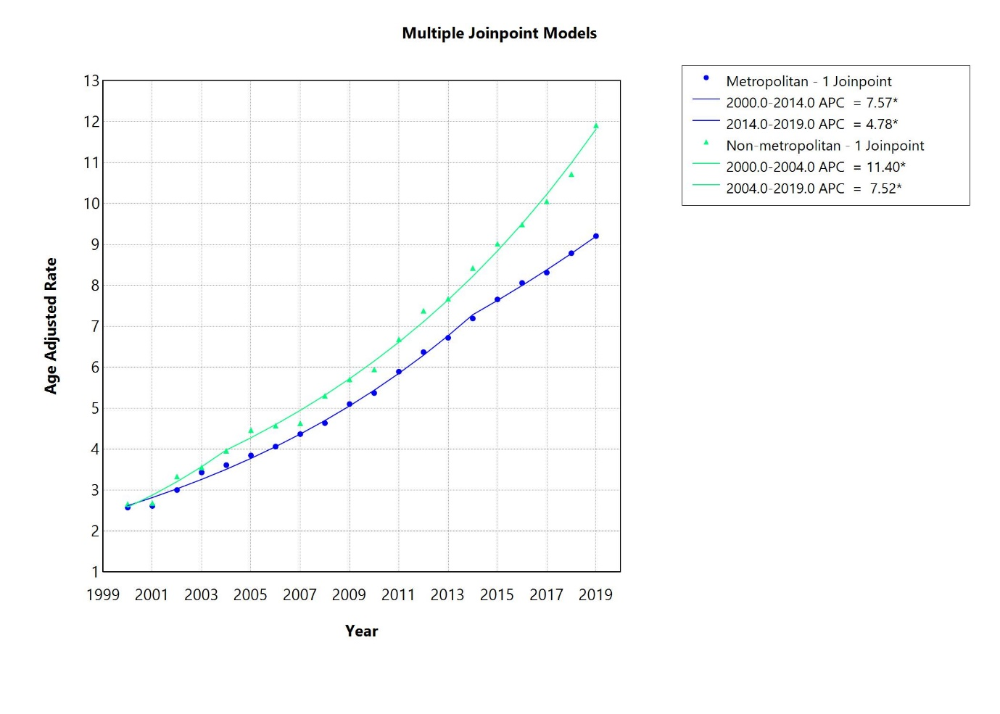 Multiple Joinpoint Models
Metropolitan - 1 Joinpoint
2000.0-2014.0 APC = 7.57*
2014.0-2019.0 APC = 4.78*
Non-metropolitan - 1 Joinpoint
2000.0-2004.0 APC = 11.40*
2004.0-2019.0 APC = 7.52*
Age Adjusted Rate
13
12
11
10
9
8
7
6
5
4
3
2
1
1999 2001 2003 2005 2007 2009 2011 2013 2015 2017 2019
Year